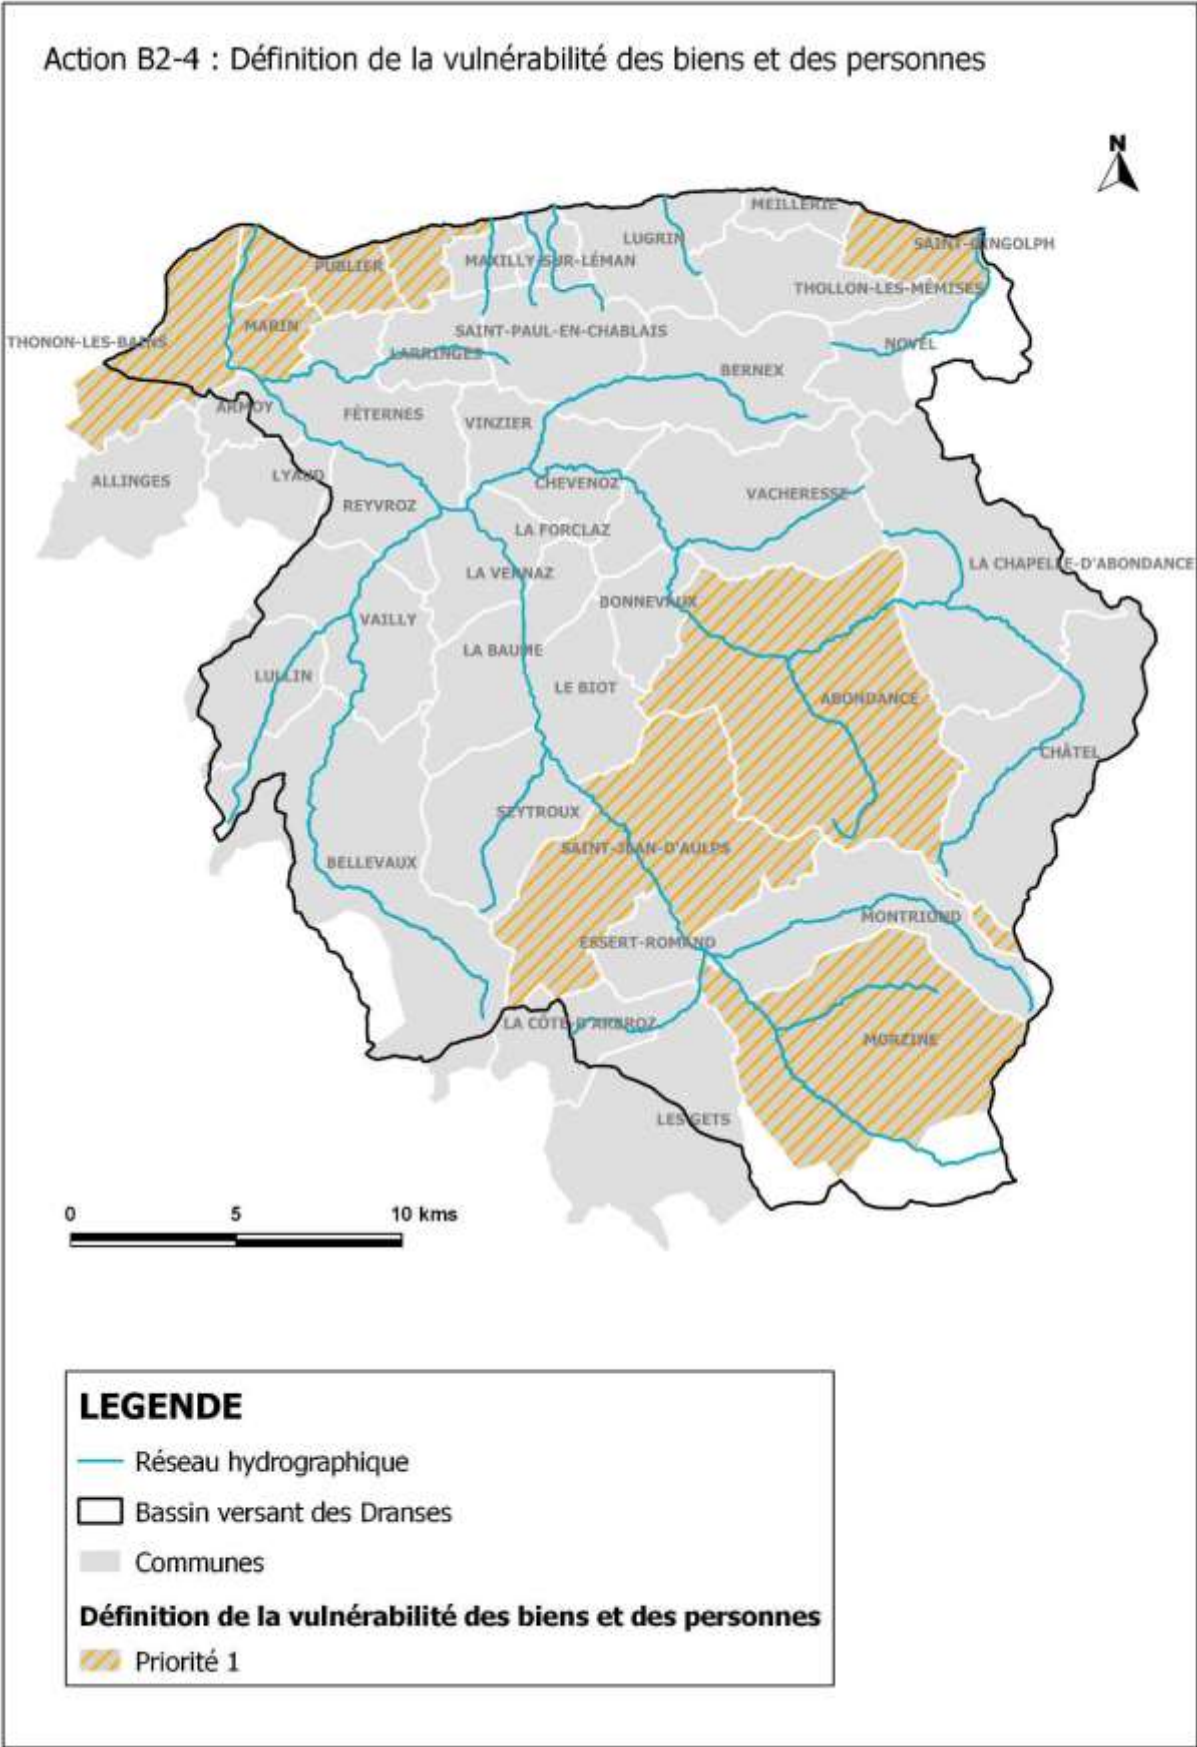 Action B2-4 : Définition de la vulnérabilité des biens et des personnes
N
MEILLERIE
LUGRIN
SAINT-GINGOLPH
PUBLIER
MAXILLY-SUR-LÉMAN
THOLLON-LES-MÉMISES
MARIN
SAINT-PAUL-EN-CHABLAIS
THONON-LES-BAINS
LARRINGES
NOVEL
BERNEX
ARMOY
FÉTERNES
VINZIER
ALLINGES
LYAUD
CHEVENOZ
VACHERESSE
REYVROZ
LA FORCLAZ
LA CHAPELLE-D'ABONDANCE
LA VERNAZ
BONNEVAUX
VAILLY
LA BAUME
LULLIN
LE BIOT
ABONDANCE
CHÂTEL
SEYTROUX
SAINT-JEAN-D'AULPS
BELLEVAUX
MONTRIOND
ESSERT-ROMAND
LA CÔTE-D'ARBROZ
MORZINE
LES GETS
0 5 10 kms
LEGENDE
Réseau hydrographique
Bassin versant des Dranses
Communes
Définition de la vulnérabilité des biens et des personnes
Priorité 1